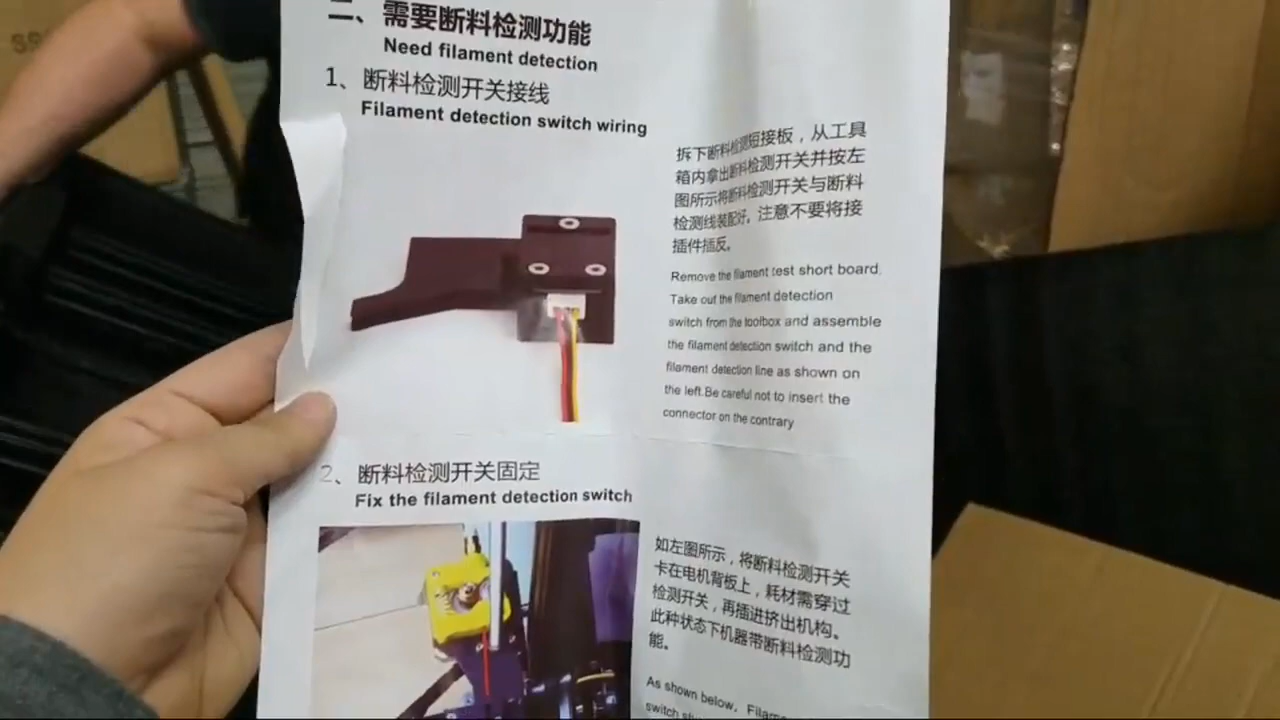 二、需要断料检测功能
Need filament detection
1、断料检测开关接线
Filament detection switch wiring
拆下断料检测短接板，从工具
箱内拿出断料检测开关并按左
图所示将断料检测开关与断料
检测线装配好。注意不要将接
插件插反。
Remove the filament test short board.
Take out the filament detection
switch from the toolbox and assemble
the filament detection switch and the
filament detection line as shown on
the left.Be careful not to insert the
connector on the contrary
2、断料检测开关固定
Fix the filament detection switch
如左图所示，将断料检测开关
卡在电机背板上，耗材需穿过
检测开关，再插进挤出机构。
此种状态下机器带断料检测功
能。
As shown below,
switch